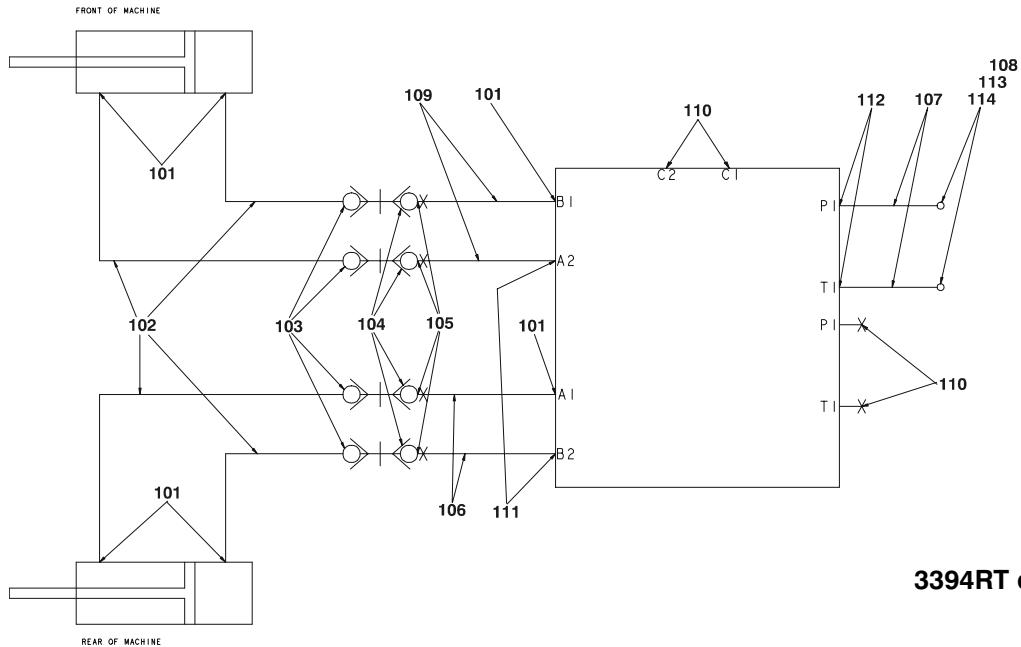 FRONT OF MACHINE
108
113
109 101 110 112 107 114
101
C2 C1
B1 P1
A2
T1
102 103 104 105 101 P1
110
A1
T1
B2
101
106 111
3394RT
REAR OF MACHINE